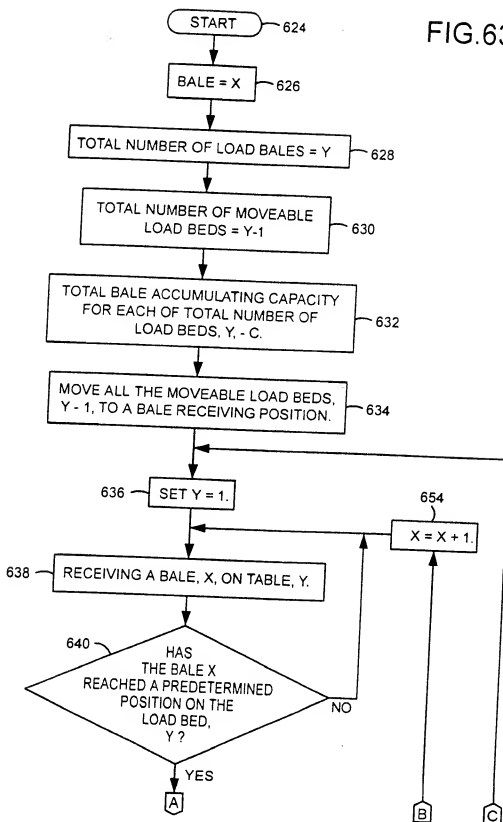 FIG.63
START
624
BALE = X
626
TOTAL NUMBER OF LOAD BALES = Y
628
TOTAL NUMBER OF MOVEABLE
LOAD BEDS = Y-1
630
TOTAL BALE ACCUMULATING CAPACITY
FOR EACH OF TOTAL NUMBER OF
LOAD BEDS, Y, - C.
632
MOVE ALL THE MOVEABLE LOAD BEDS,
Y - 1, TO A BALE RECEIVING POSITION.
634
636
SET Y = 1.
654
X = X + 1.
638
RECEIVING A BALE, X, ON TABLE, Y.
640
HAS
THE BALE X
REACHED A PREDETERMINED
POSITION ON THE
LOAD BED,
Y ?
NO
YES
A
B
C